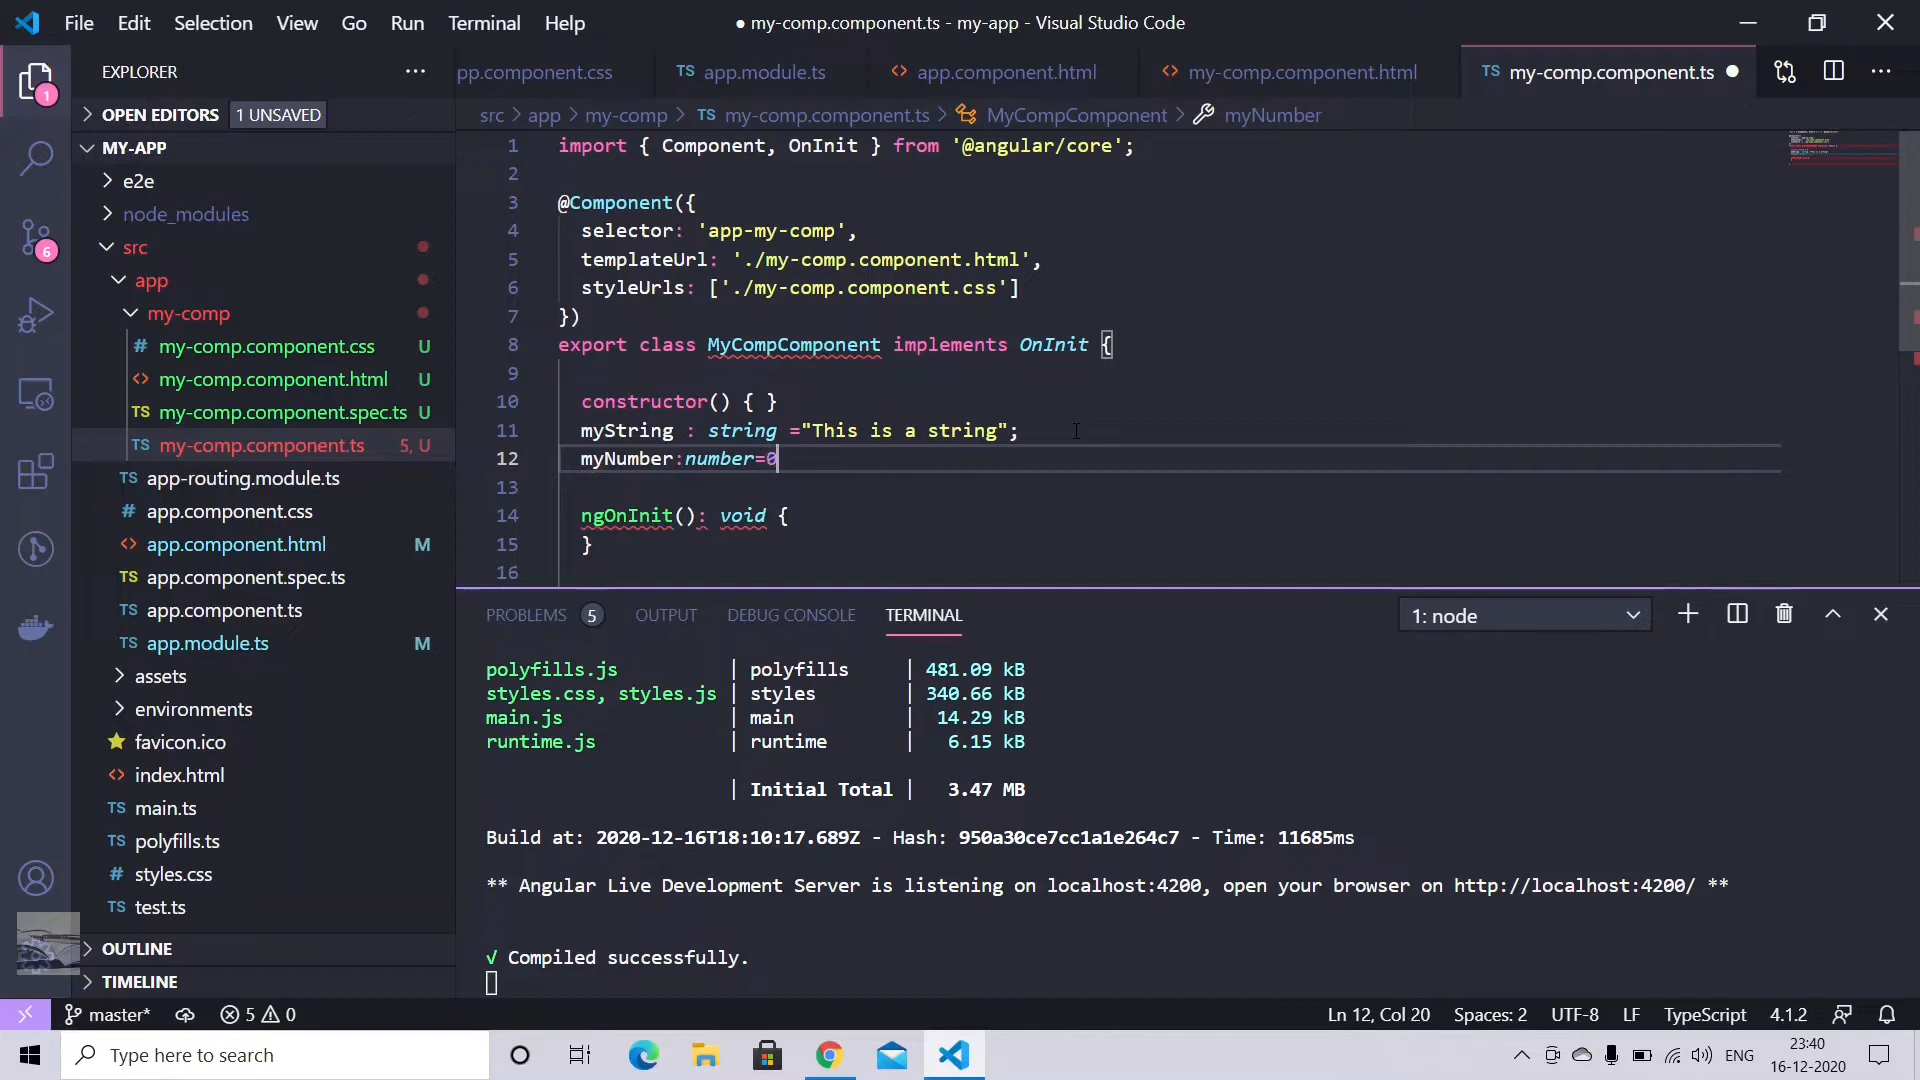 File Edit Selection View Go Run Terminal Help ● my-comp.component.ts - my-app - Visual Studio Code
EXPLORER
pp.component.css TS app.module.ts <> app.component.html <> my-comp.component.html TS my-comp.component.ts
1
OPEN EDITORS 1 UNSAVED
src > app > my-comp > TS my-comp.component.ts > MyCompComponent > myNumber
MY-APP
e2e
node_modules
src
6
app
my-comp
# my-comp.component.css U
<> my-comp.component.html U
TS my-comp.component.spec.ts U
TS my-comp.component.ts 5, U
TS app-routing.module.ts
# app.component.css
<> app.component.html M
TS app.component.spec.ts
TS app.component.ts
TS app.module.ts M
assets
environments
favicon.ico
<> index.html
TS main.ts
TS polyfills.ts
# styles.css
TS test.ts
OUTLINE
TIMELINE
1 import { Component, OnInit } from '@angular/core';
2
3 @Component({
4 selector: 'app-my-comp',
5 templateUrl: './my-comp.component.html',
6 styleUrls: ['./my-comp.component.css']
7 })
8 export class MyCompComponent implements OnInit {
9
10 constructor() { }
11 myString : string ="This is a string";
12 myNumber:number=0
13
14 ngOnInit(): void {
15 }
16
PROBLEMS 5 OUTPUT DEBUG CONSOLE TERMINAL 1: node
polyfills.js | polyfills | 481.09 kB
styles.css, styles.js | styles | 340.66 kB
main.js | main | 14.29 kB
runtime.js | runtime | 6.15 kB
| Initial Total | 3.47 MB
Build at: 2020-12-16T18:10:17.689Z - Hash: 950a30ce7cc1a1e264c7 - Time: 11685ms
** Angular Live Development Server is listening on localhost:4200, open your browser on http://localhost:4200/ **
√ Compiled successfully.
master* 5 0 Ln 12, Col 20 Spaces: 2 UTF-8 LF TypeScript 4.1.2
Type here to search ENG 23:40
16-12-2020